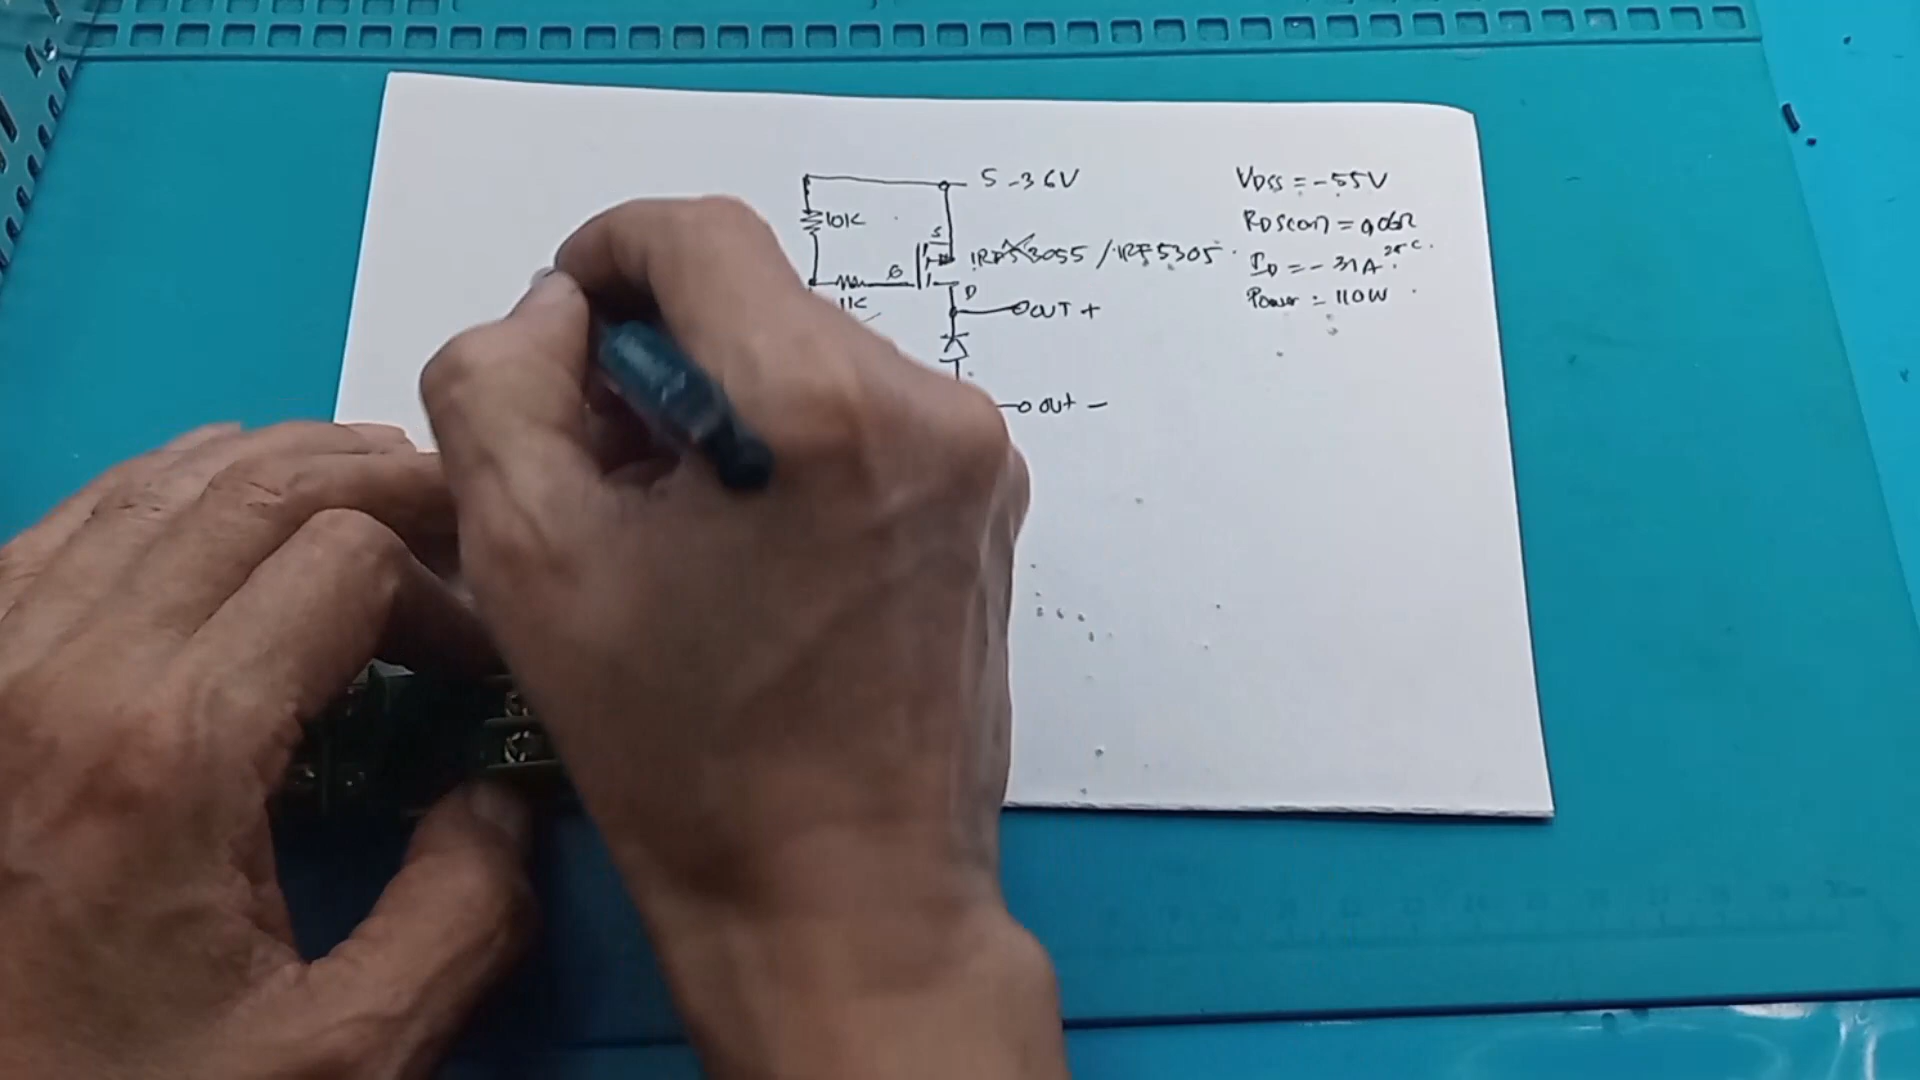 5-36V
10K
S
G
1K
IRF5305
D
OUT +
OUT -
VDSS = -55V
RDS(on) = 0,06Ω
ID = -31A 25°C.
Power = 110W